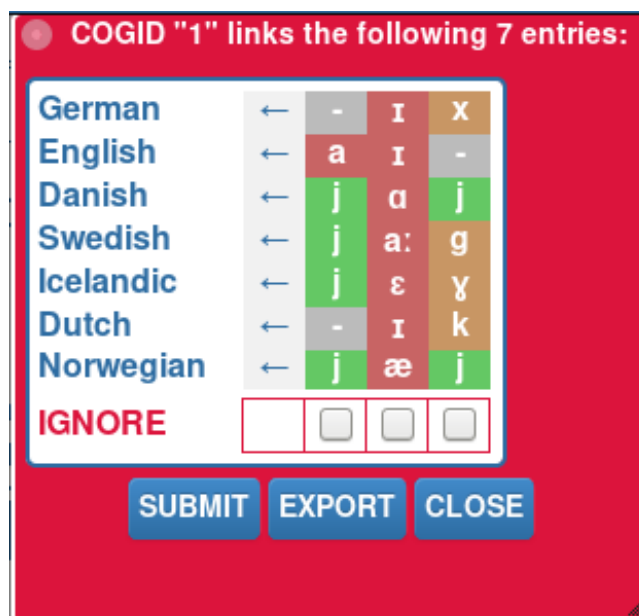 COGID "1" links the following 7 entries:
German ← - ɪ x
English ← a ɪ -
Danish ← j ɑ j
Swedish ← j aː g
Icelandic ← j ɛ ɣ
Dutch ← - ɪ k
Norwegian ← j æ j
IGNORE
SUBMIT EXPORT CLOSE